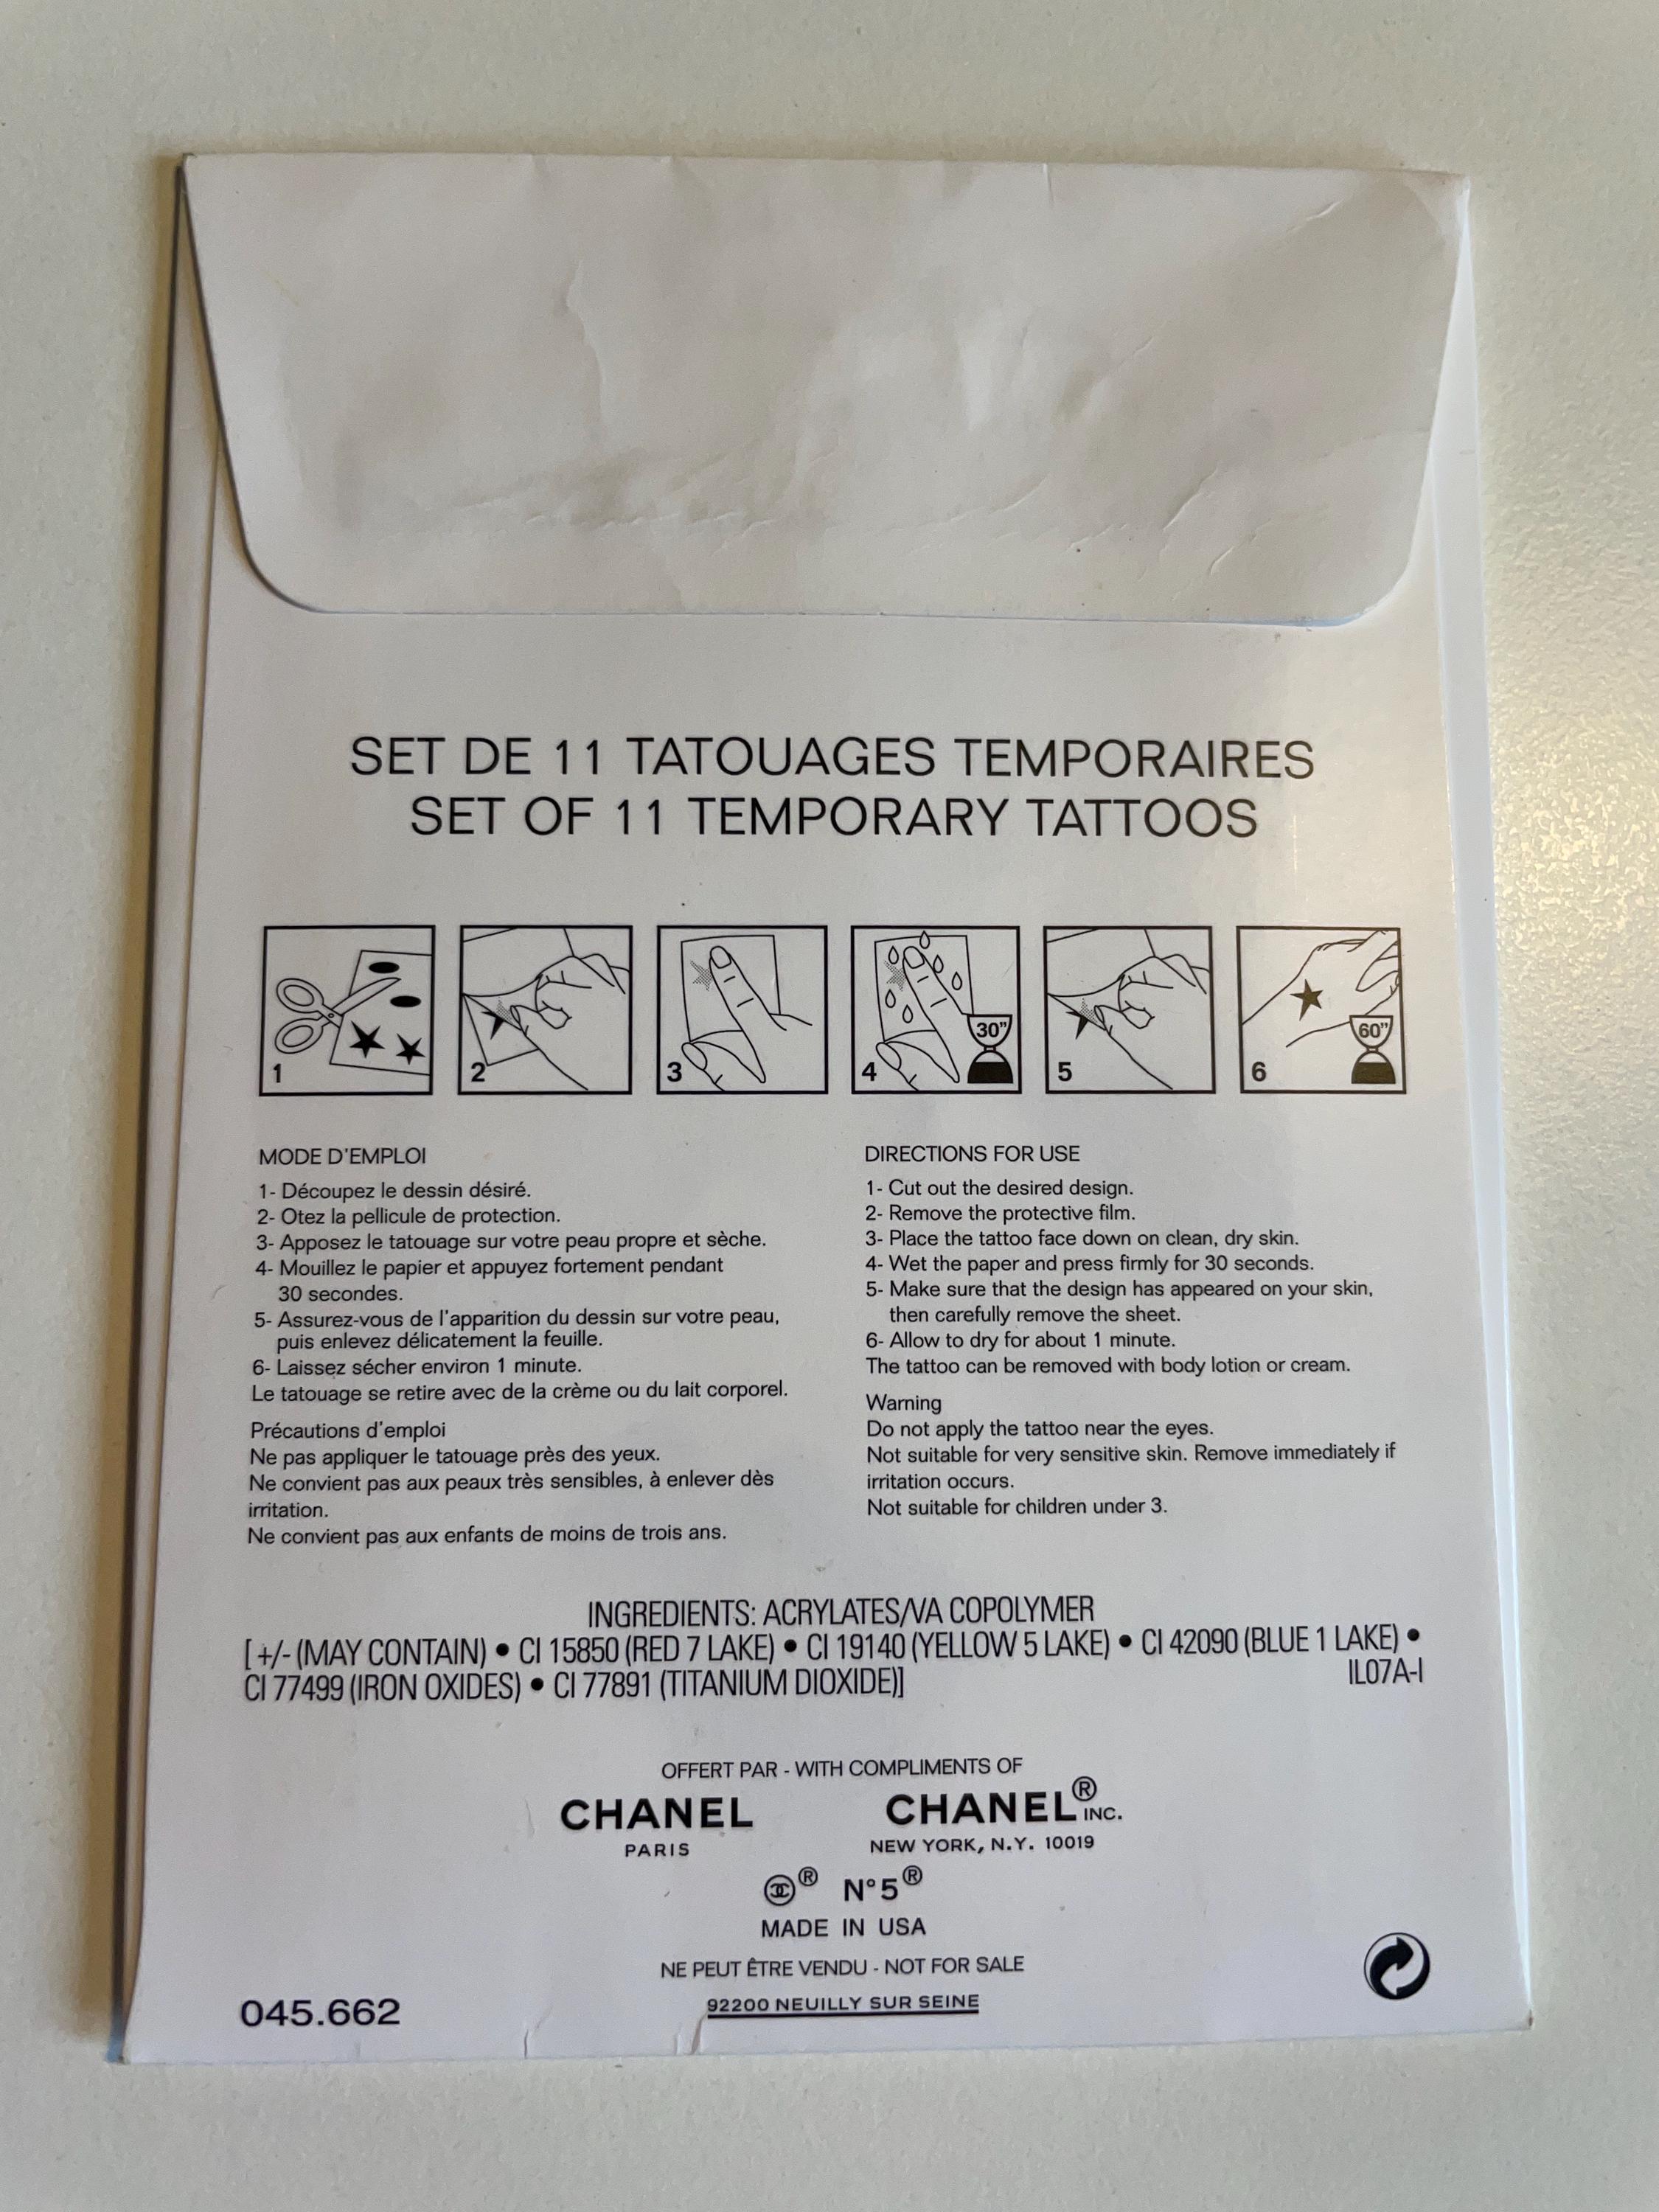 SET DE 11 TATOUAGES TEMPORAIRES
SET OF 11 TEMPORARY TATTOOS
1
2
3
30"
4
5
60"
6
MODE D'EMPLOI
1- Découpez le dessin désiré.
2- Otez la pellicule de protection.
3- Apposez le tatouage sur votre peau propre et sèche.
4- Mouillez le papier et appuyez fortement pendant
30 secondes.
5- Assurez-vous de l'apparition du dessin sur votre peau,
puis enlevez délicatement la feuille.
6- Laissez sécher environ 1 minute.
Le tatouage se retire avec de la crème ou du lait corporel.
Précautions d'emploi
Ne pas appliquer le tatouage près des yeux.
Ne convient pas aux peaux très sensibles, à enlever dès
irritation.
Ne convient pas aux enfants de moins de trois ans.
DIRECTIONS FOR USE
1- Cut out the desired design.
2- Remove the protective film.
3- Place the tattoo face down on clean, dry skin.
4- Wet the paper and press firmly for 30 seconds.
5- Make sure that the design has appeared on your skin,
then carefully remove the sheet.
6- Allow to dry for about 1 minute.
The tattoo can be removed with body lotion or cream.
Warning
Do not apply the tattoo near the eyes.
Not suitable for very sensitive skin. Remove immediately if
irritation occurs.
Not suitable for children under 3.
INGREDIENTS: ACRYLATES/VA COPOLYMER
[ +/- (MAY CONTAIN) • CI 15850 (RED 7 LAKE) • CI 19140 (YELLOW 5 LAKE) • CI 42090 (BLUE 1 LAKE) •
CI 77499 (IRON OXIDES) • CI 77891 (TITANIUM DIOXIDE)] IL07A-I
OFFERT PAR - WITH COMPLIMENTS OF
CHANEL CHANEL® INC.
PARIS NEW YORK, N.Y. 10019
® N°5®
MADE IN USA
NE PEUT ÊTRE VENDU - NOT FOR SALE
92200 NEUILLY SUR SEINE
045.662